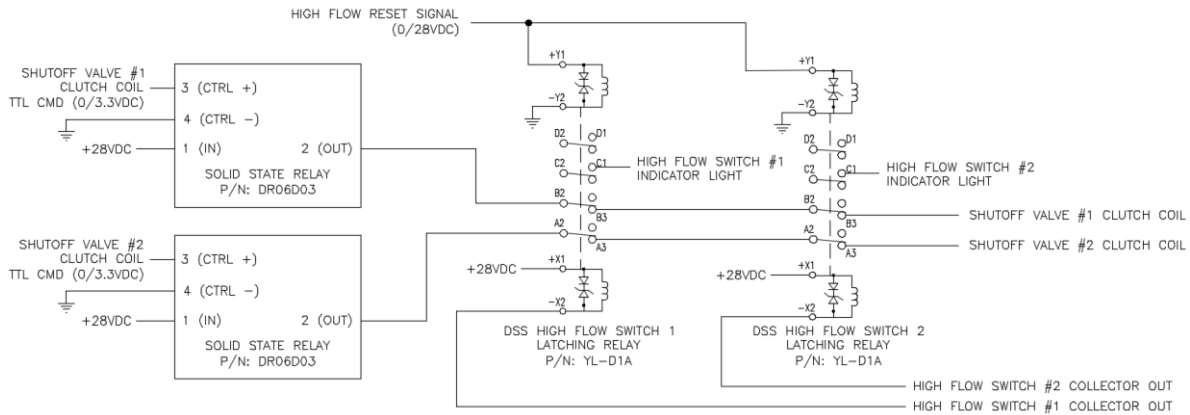 HIGH FLOW RESET SIGNAL
(0/28VDC)
SHUTOFF VALVE #1
CLUTCH COIL
TTL CMD (0/3.3VDC)
3 (CTRL +)
4 (CTRL -)
+28VDC
1 (IN)
2 (OUT)
SOLID STATE RELAY
P/N: DR06D03
SHUTOFF VALVE #2
CLUTCH COIL
TTL CMD (0/3.3VDC)
3 (CTRL +)
4 (CTRL -)
+28VDC
1 (IN)
2 (OUT)
SOLID STATE RELAY
P/N: DR06D03
+Y1
-Y2
D2
D1
C2
C1
HIGH FLOW SWITCH #1
INDICATOR LIGHT
B2
B3
A2
A3
+28VDC
+X1
-X2
DSS HIGH FLOW SWITCH 1
LATCHING RELAY
P/N: YL-D1A
+Y1
-Y2
D2
D1
C2
C1
HIGH FLOW SWITCH #2
INDICATOR LIGHT
B2
B3
SHUTOFF VALVE #1 CLUTCH COIL
A2
A3
SHUTOFF VALVE #2 CLUTCH COIL
+28VDC
+X1
-X2
DSS HIGH FLOW SWITCH 2
LATCHING RELAY
P/N: YL-D1A
HIGH FLOW SWITCH #2 COLLECTOR OUT
HIGH FLOW SWITCH #1 COLLECTOR OUT